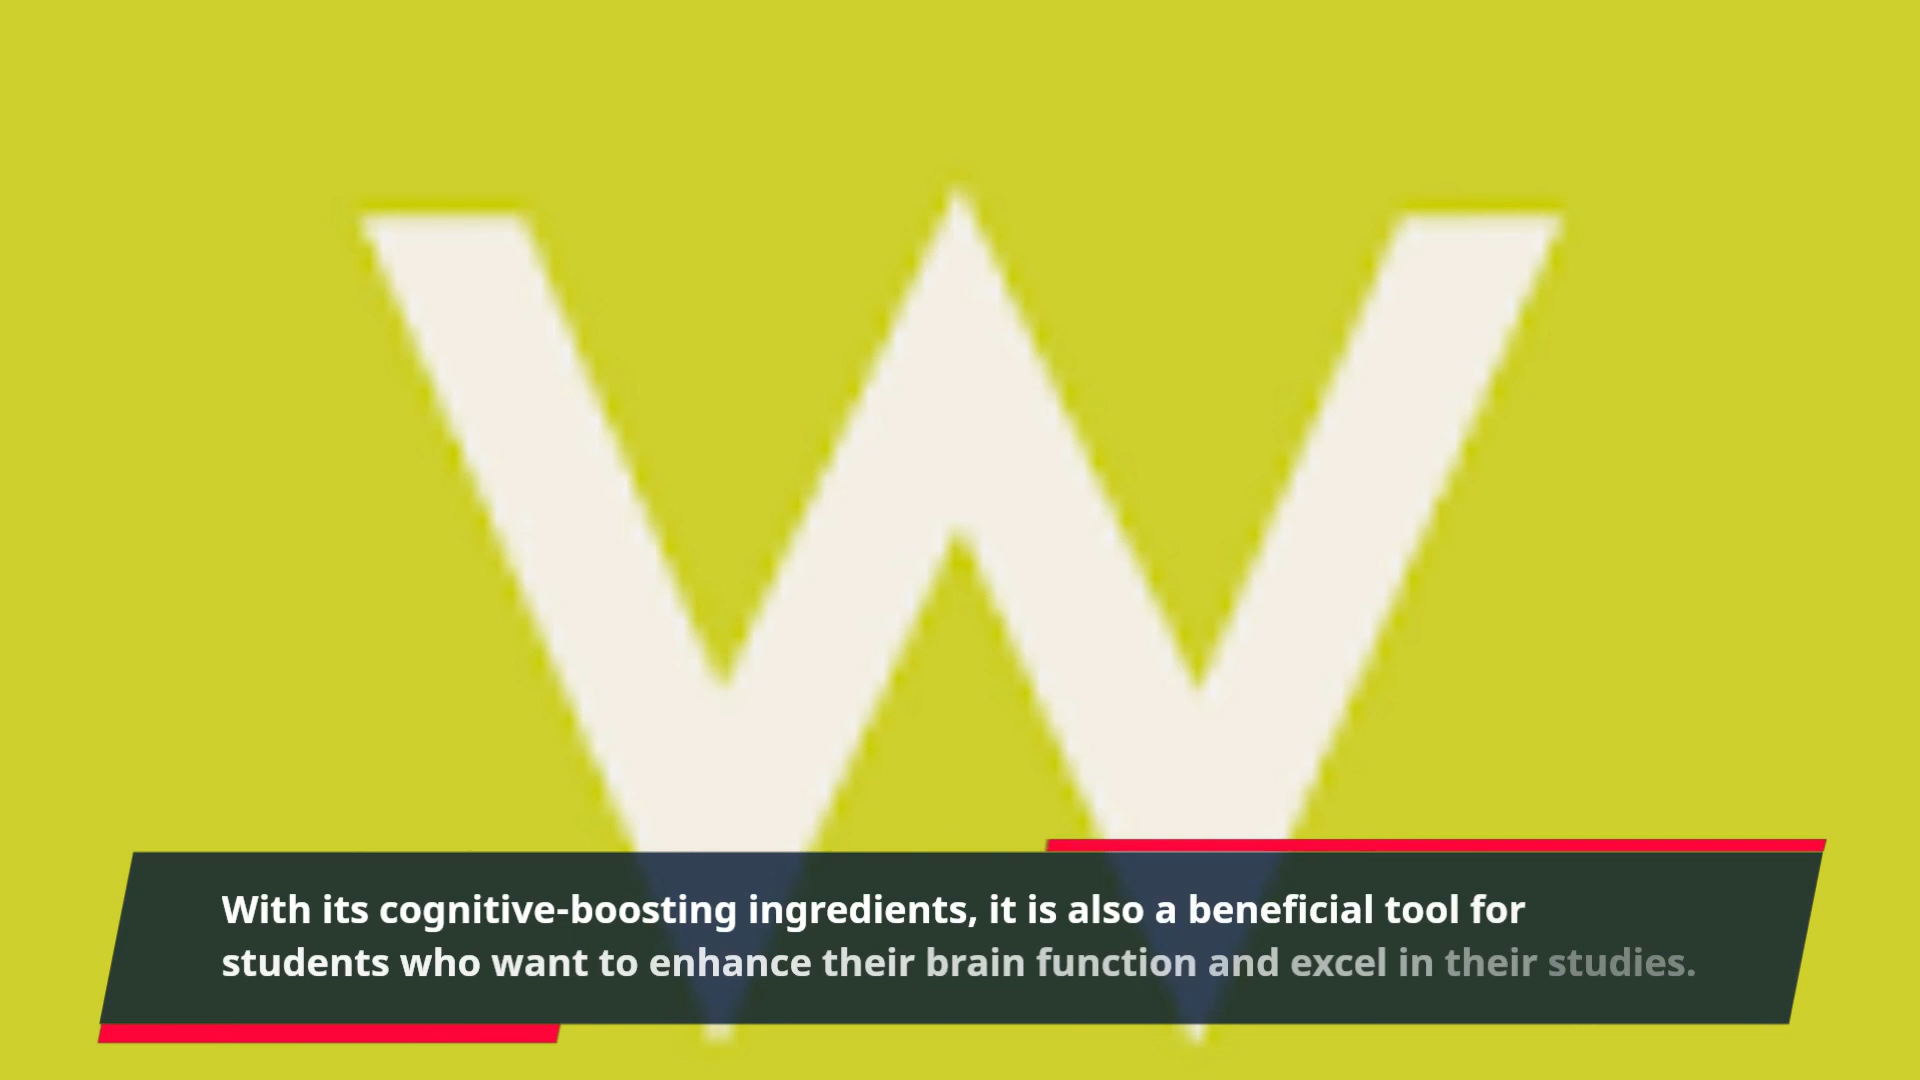 W
With its cognitive-boosting ingredients, it is also a beneficial tool for
students who want to enhance their brain function and excel in their studies.